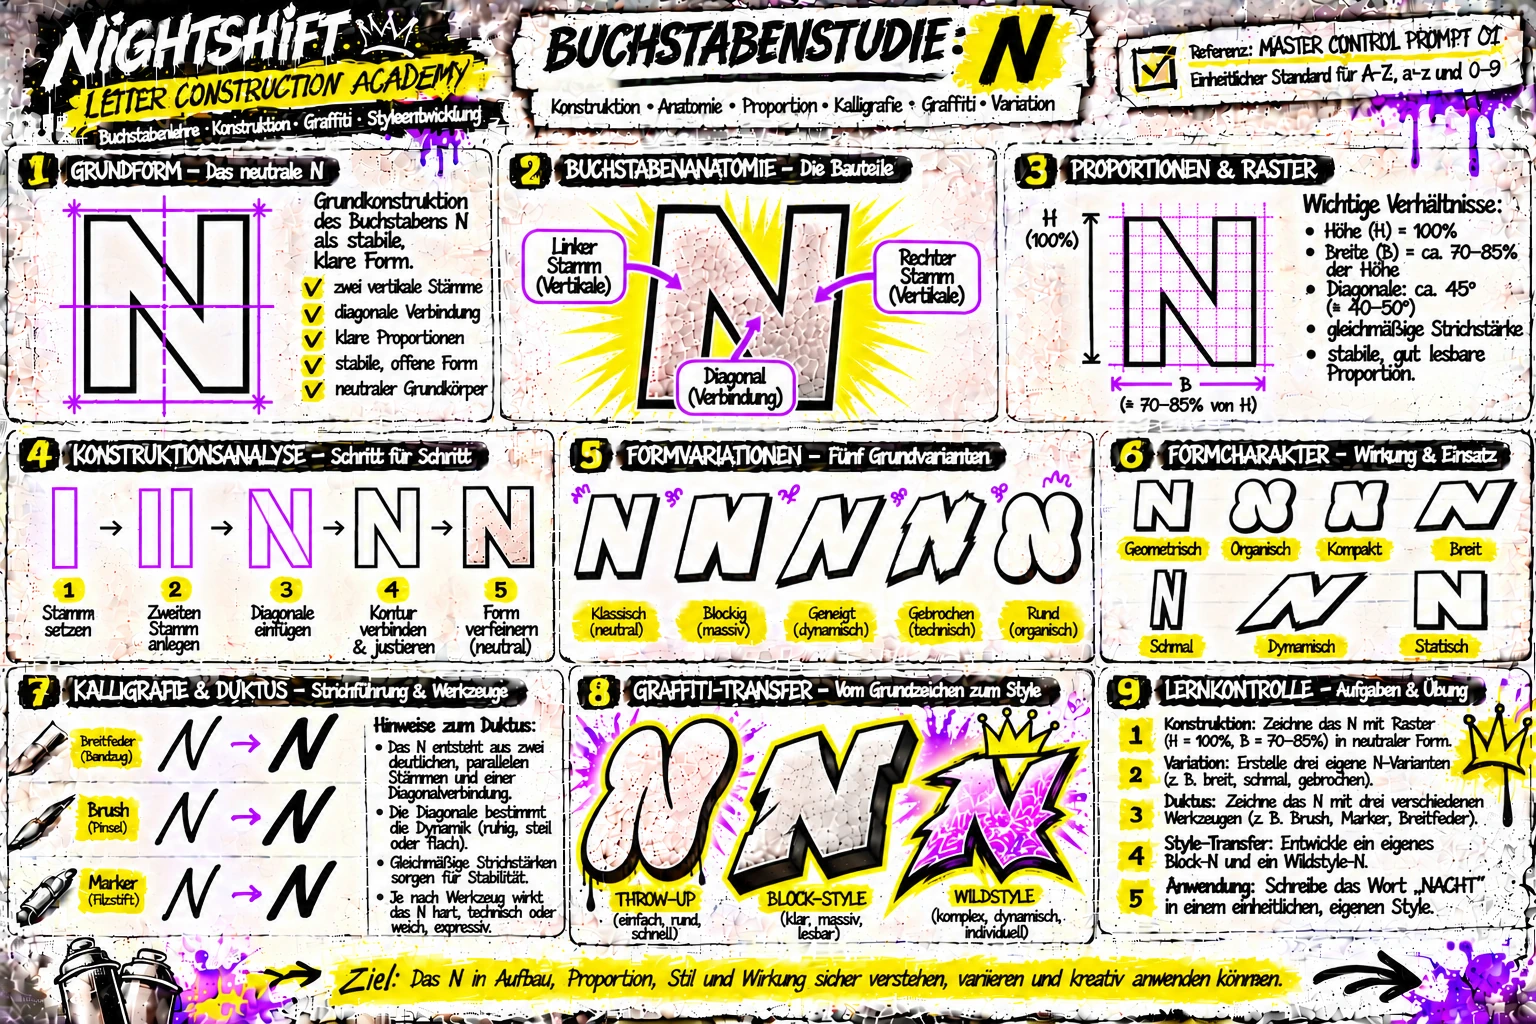 NIGHTSHIFT
LETTER CONSTRUCTION ACADEMY
Buchstabenlehre • Konstruktion • Graffiti • Styleentwicklung
BUCHSTABENSTUDIE: N
Konstruktion • Anatomie • Proportion • Kalligrafie • Graffiti • Variation
Referenz: MASTER CONTROL PROMPT 01
Einheitlicher Standard für A–Z, a–z und 0–9
1 GRUNDFORM – Das neutrale N
N
Grundkonstruktion
des Buchstabens N
als stabile,
klare Form.
zwei vertikale Stämme
diagonale Verbindung
klare Proportionen
stabile, offene Form
neutraler Grundkörper
2 BUCHSTABENANATOMIE – Die Bauteile
N
Linker
Stamm
(Vertikale)
Rechter
Stamm
(Vertikale)
Diagonal
(Verbindung)
3 PROPORTIONEN & RASTER
H
(100%)
N
B
(≙ 70–85% von H)
Wichtige Verhältnisse:
• Höhe (H) = 100%
• Breite (B) = ca. 70–85%
der Höhe
• Diagonale: ca. 45°
(≙ 40–50°)
• gleichmäßige Strichstärke
• stabile, gut lesbare
Proportion.
4 KONSTRUKTIONSANALYSE – Schritt für Schritt
N N N
1
Stamm
setzen
2
Zweiten
Stamm
anlegen
3
Diagonale
einfügen
4
Kontur
verbinden
& justieren
5
Form
verfeinern
(neutral)
5 FORMVARIATIONEN – Fünf Grundvarianten
N N N N N
Klassisch
(neutral)
Blockig
(massiv)
Geneigt
(dynamisch)
Gebrochen
(technisch)
Rund
(organisch)
6 FORMCHARAKTER – Wirkung & Einsatz
N N N N
Geometrisch
Organisch
Kompakt
Breit
N N N
Schmal
Dynamisch
Statisch
7 KALLIGRAFIE & DUKTUS – Strichführung & Werkzeuge
Breitfeder
(Bandzug)
N → N
Brush
(Pinsel)
N → N
Marker
(Filzstift)
N → N
Hinweise zum Duktus:
• Das N entsteht aus zwei
deutlichen, parallelen
Stämmen und einer
Diagonalverbindung.
• Die Diagonale bestimmt
die Dynamik (ruhig, steil
oder flach).
• Gleichmäßige Strichstärken
sorgen für Stabilität.
• Je nach Werkzeug wirkt
das N hart, technisch oder
weich, expressiv.
8 GRAFFITI-TRANSFER – Vom Grundzeichen zum Style
N N N
THROW-UP
(einfach, rund,
schnell)
BLOCK-STYLE
(klar, massiv,
lesbar)
WILDSTYLE
(komplex, dynamisch,
individuell)
9 LERNKONTROLLE – Aufgaben & Übung
1 Konstruktion: Zeichne das N mit Raster
(H = 100%, B = 70–85%) in neutraler Form.
2 Variation: Erstelle drei eigene N-Varianten
(z. B. breit, schmal, gebrochen).
3 Duktus: Zeichne das N mit drei verschiedenen
Werkzeugen (z. B. Brush, Marker, Breitfeder).
4 Style-Transfer: Entwickle ein eigenes
Block-N und ein Wildstyle-N.
5 Anwendung: Schreibe das Wort „NACHT"
in einem einheitlichen, eigenen Style.
Ziel: Das N in Aufbau, Proportion, Stil und Wirkung sicher verstehen, variieren und kreativ anwenden können.